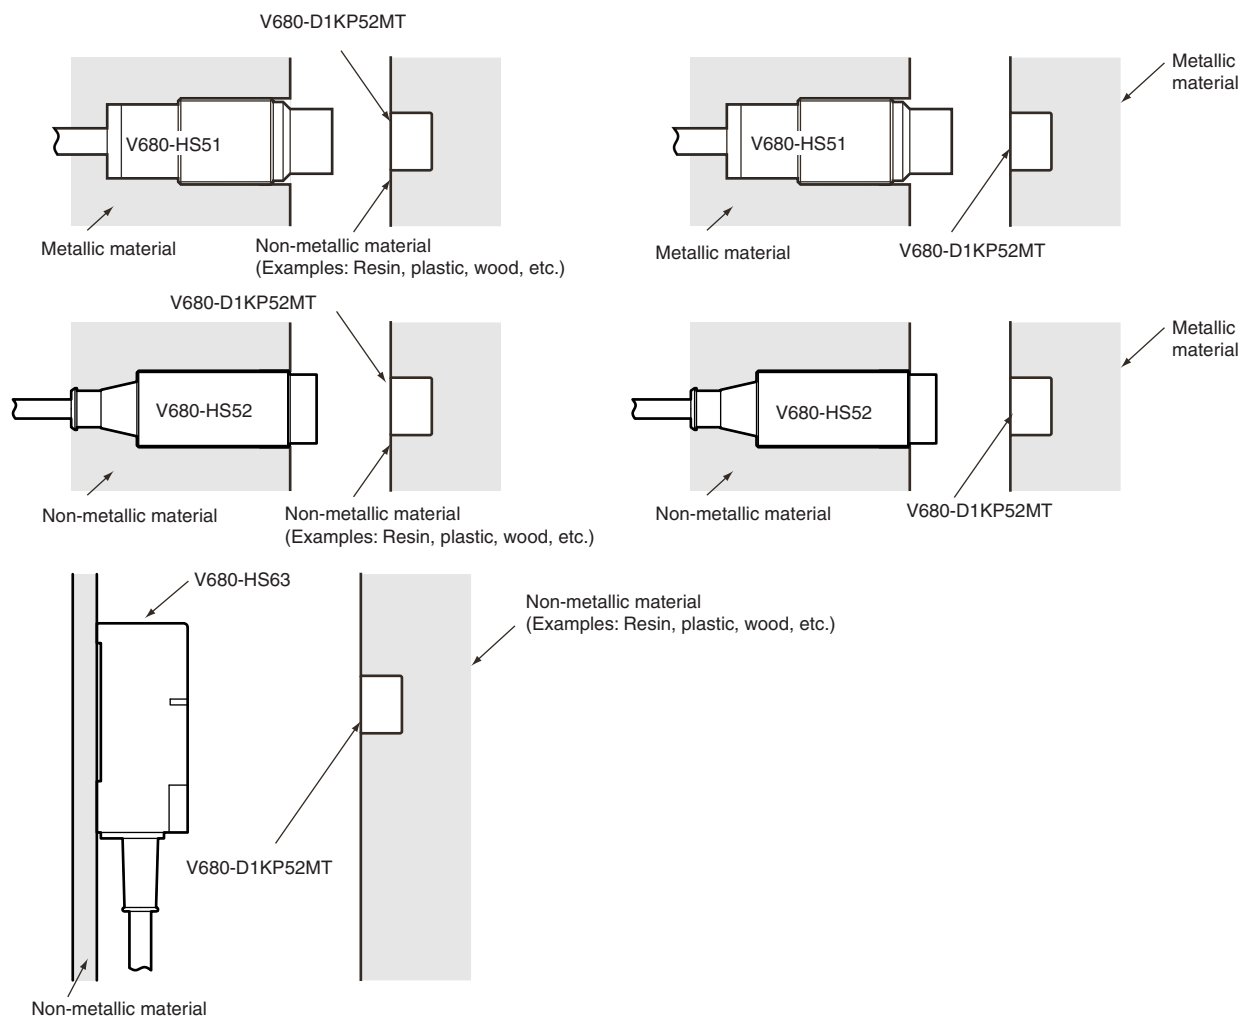 V680-D1KP52MT
Metallic
material
V680-HS51
V680-HS51
Metallic material
Non-metallic material
(Examples: Resin, plastic, wood, etc.)
Metallic material
V680-D1KP52MT
V680-D1KP52MT
Metallic
material
V680-HS52
V680-HS52
Non-metallic material
Non-metallic material
(Examples: Resin, plastic, wood, etc.)
Non-metallic material
V680-D1KP52MT
V680-HS63
Non-metallic material
(Examples: Resin, plastic, wood, etc.)
V680-D1KP52MT
Non-metallic material